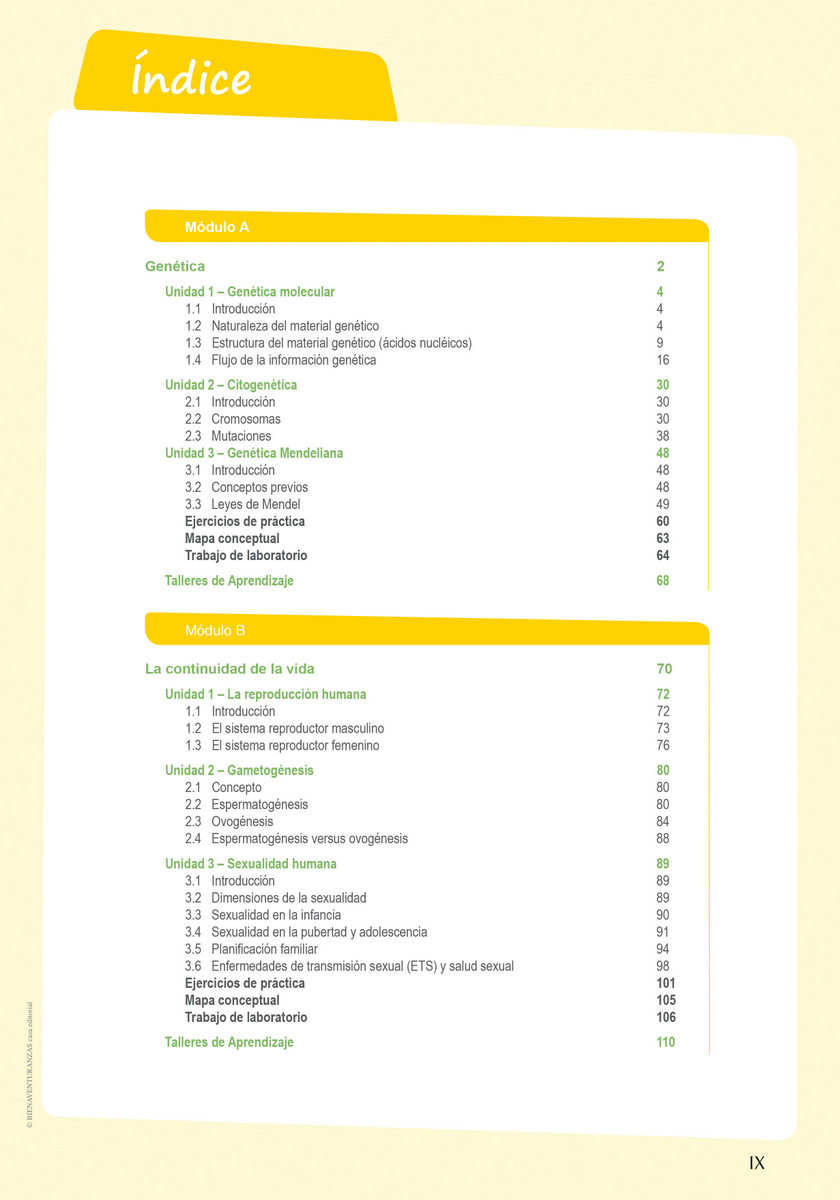 Índice
Módulo A
Genética 2
Unidad 1 – Genética molecular 4
1.1 Introducción 4
1.2 Naturaleza del material genético 4
1.3 Estructura del material genético (ácidos nucléicos) 9
1.4 Flujo de la información genética 16
Unidad 2 – Citogenética 30
2.1 Introducción 30
2.2 Cromosomas 30
2.3 Mutaciones 38
Unidad 3 – Genética Mendeliana 48
3.1 Introducción 48
3.2 Conceptos previos 48
3.3 Leyes de Mendel 49
Ejercicios de práctica 60
Mapa conceptual 63
Trabajo de laboratorio 64
Talleres de Aprendizaje 68
Módulo B
La continuidad de la vida 70
Unidad 1 – La reproducción humana 72
1.1 Introducción 72
1.2 El sistema reproductor masculino 73
1.3 El sistema reproductor femenino 76
Unidad 2 – Gametogénesis 80
2.1 Concepto 80
2.2 Espermatogénesis 80
2.3 Ovogénesis 84
2.4 Espermatogénesis versus ovogénesis 88
Unidad 3 – Sexualidad humana 89
3.1 Introducción 89
3.2 Dimensiones de la sexualidad 89
3.3 Sexualidad en la infancia 90
3.4 Sexualidad en la pubertad y adolescencia 91
3.5 Planificación familiar 94
3.6 Enfermedades de transmisión sexual (ETS) y salud sexual 98
Ejercicios de práctica 101
Mapa conceptual 105
Trabajo de laboratorio 106
Talleres de Aprendizaje 110
© BIENAVENTURANZAS casa editorial
IX